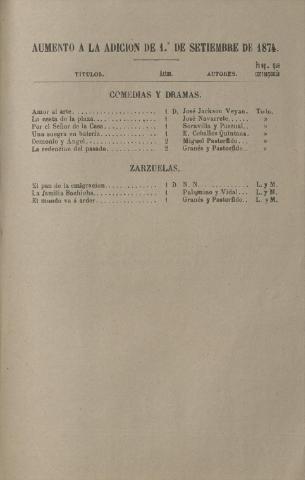 AUMENTO A LA ADICION DE 1.º DE SETIEMBRE DE 1874.
TÍTULOS. Actos. AUTORES. Prop. que corresponde
COMEDIAS Y DRAMAS.
Amor al arte........ 1 D. José Jackson Veyan. Todo.
La cesta de la plaza........ 1 José Navarrete... »
Por el Señor de la Casa........ 1 Saravilla y Pascual. »
Una suegra en batería........ 1 E. Ceballos Quintana. »
Demonio y Angel........ 2 Miguel Pastorfido... »
La redencion del pasado........ 2 Granés y Pastorfido.. »
ZARZUELAS.
El pan de la emigracion........ 1 D. N. N........ L. y M.
La familia Bachicha........ 1 Palomino y Vidal... L. y M.
El mundo va á arder........ 1 Granés y Pastorfido.. L. y M.